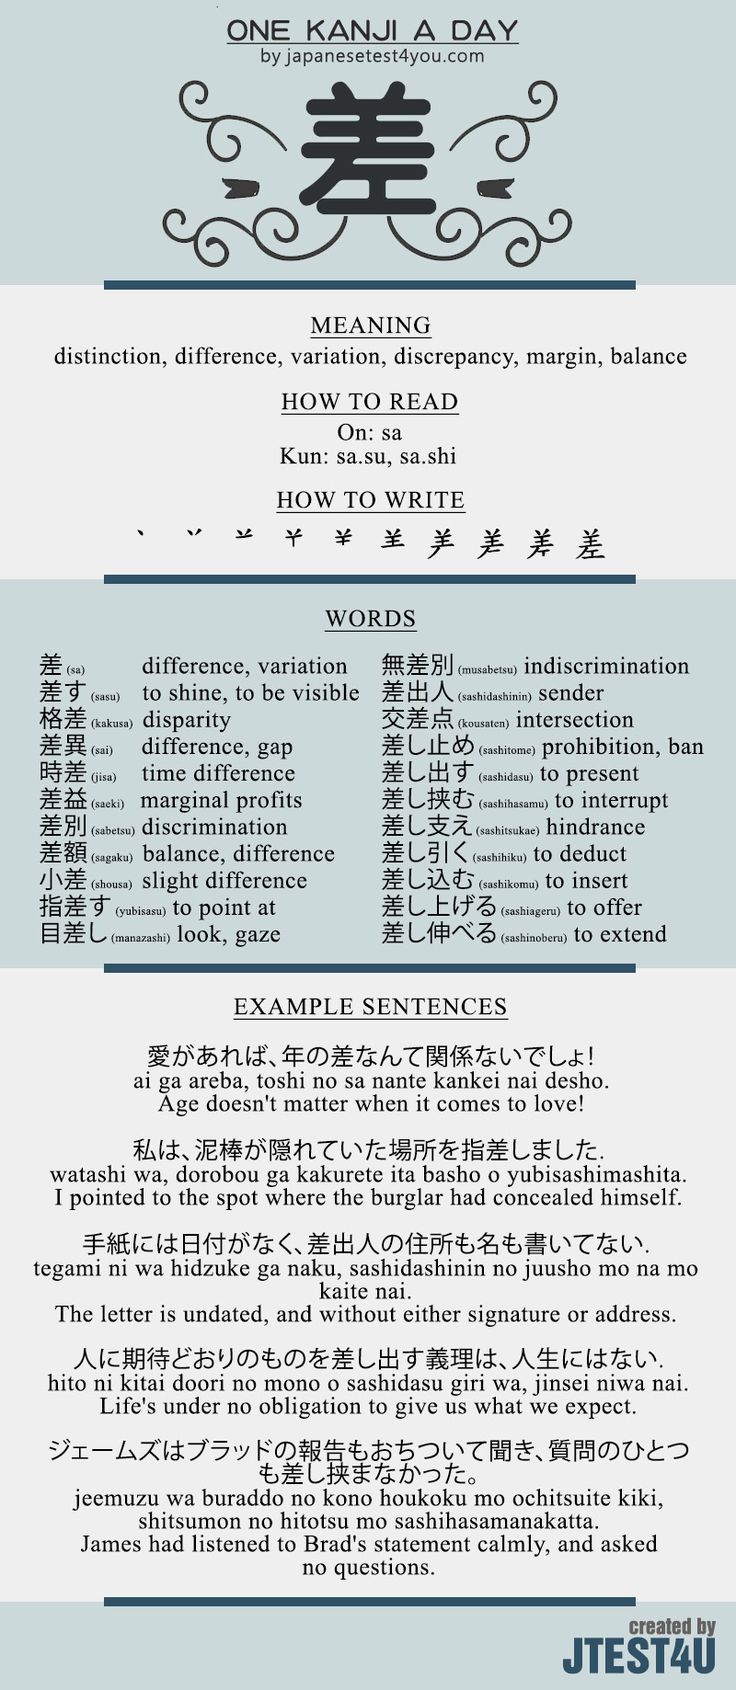 ONE KANJI A DAY
by japanesetest4you.com
差
MEANING
distinction, difference, variation, discrepancy, margin, balance
HOW TO READ
On: sa
Kun: sa.su, sa.shi
HOW TO WRITE
差
WORDS
差 (sa) difference, variation
差す (sasu) to shine, to be visible
格差 (kakusa) disparity
差異 (sai) difference, gap
時差 (jisa) time difference
差益 (saeki) marginal profits
差別 (sabetsu) discrimination
差額 (sagaku) balance, difference
小差 (shousa) slight difference
指差す (yubisasu) to point at
目差し (manazashi) look, gaze
無差別 (musabetsu) indiscrimination
差出人 (sashidashinin) sender
交差点 (kousaten) intersection
差し止め (sashitome) prohibition, ban
差し出す (sashidasu) to present
差し挟む (sashihasamu) to interrupt
差し支え (sashitsukae) hindrance
差し引く (sashihiku) to deduct
差し込む (sashikomu) to insert
差し上げる (sashiageru) to offer
差し伸べる (sashinoberu) to extend
EXAMPLE SENTENCES
愛があれば、年の差なんて関係ないでしょ!
ai ga areba, toshi no sa nante kankei nai desho.
Age doesn't matter when it comes to love!
私は、泥棒が隠れていた場所を指差しました.
watashi wa, dorobou ga kakurete ita basho o yubisashimashita.
I pointed to the spot where the burglar had concealed himself.
手紙には日付がなく、差出人の住所も名も書いてない.
tegami ni wa hidzuke ga naku, sashidashinin no juusho mo na mo
kaite nai.
The letter is undated, and without either signature or address.
人に期待どおりのものを差し出す義理は、人生にはない.
hito ni kitai doori no mono o sashidasu giri wa, jinsei niwa nai.
Life's under no obligation to give us what we expect.
ジェームズはブラッドの報告もおちついて聞き、質問のひとつ
も差し挟まなかった。
jeemuzu wa buraddo no kono houkoku mo ochitsuite kiki,
shitsumon no hitotsu mo sashihasamanakatta.
James had listened to Brad's statement calmly, and asked
no questions.
created by
JTEST4U